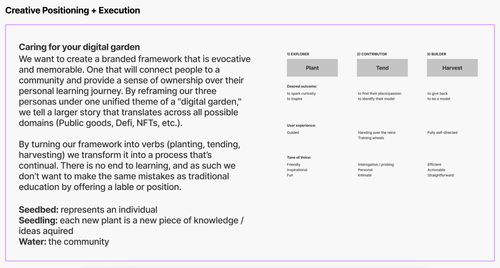 Creative Positioning + Execution
Caring for your digital garden
We want to create a branded framework that is evocative
and memorable. One that will connect people to a
community and provide a sense of ownership over their
personal learning journey. By reframing our three
personas under one unified theme of a "digital garden,"
we tell a larger story that translates across all possible
domains (Public goods, Defi, NFTs, etc.).
By turning our framework into verbs (planting, tending,
harvesting) we transform it into a process that's
continual. There is no end to learning, and as such we
don't want to make the same mistakes as traditional
education by offering a lable or position.
Seedbed: represents an individual
Seedling: each new plant is a new piece of knowledge /
ideas aquired
Water: the community
1) EXPLORER
2) CONTRIBUTOR
3) BUILDER
Plant
Tend
Harvest
Desired outcome:
to spark curiosity
to inspire
to find their place/passion
to identify their model
to give back
to be a model
User experience:
Guided
Handing over the reins
Training wheels
Fully self-directed
Tone of Voice:
Friendly
Inspirational
Fun
Interrogative / probing
Personal
Intimate
Efficient
Actionable
Straightforward